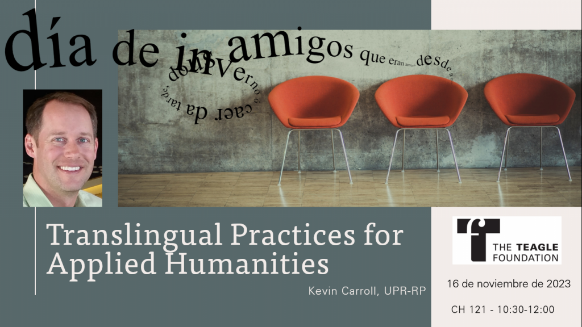 día de invierno
in amigos que eran desde
caer da tarde
Translingual Practices for
Applied Humanities
Kevin Carroll, UPR-RP
THE TEAGLE
FOUNDATION
16 de noviembre de 2023
CH 121 - 10:30-12:00